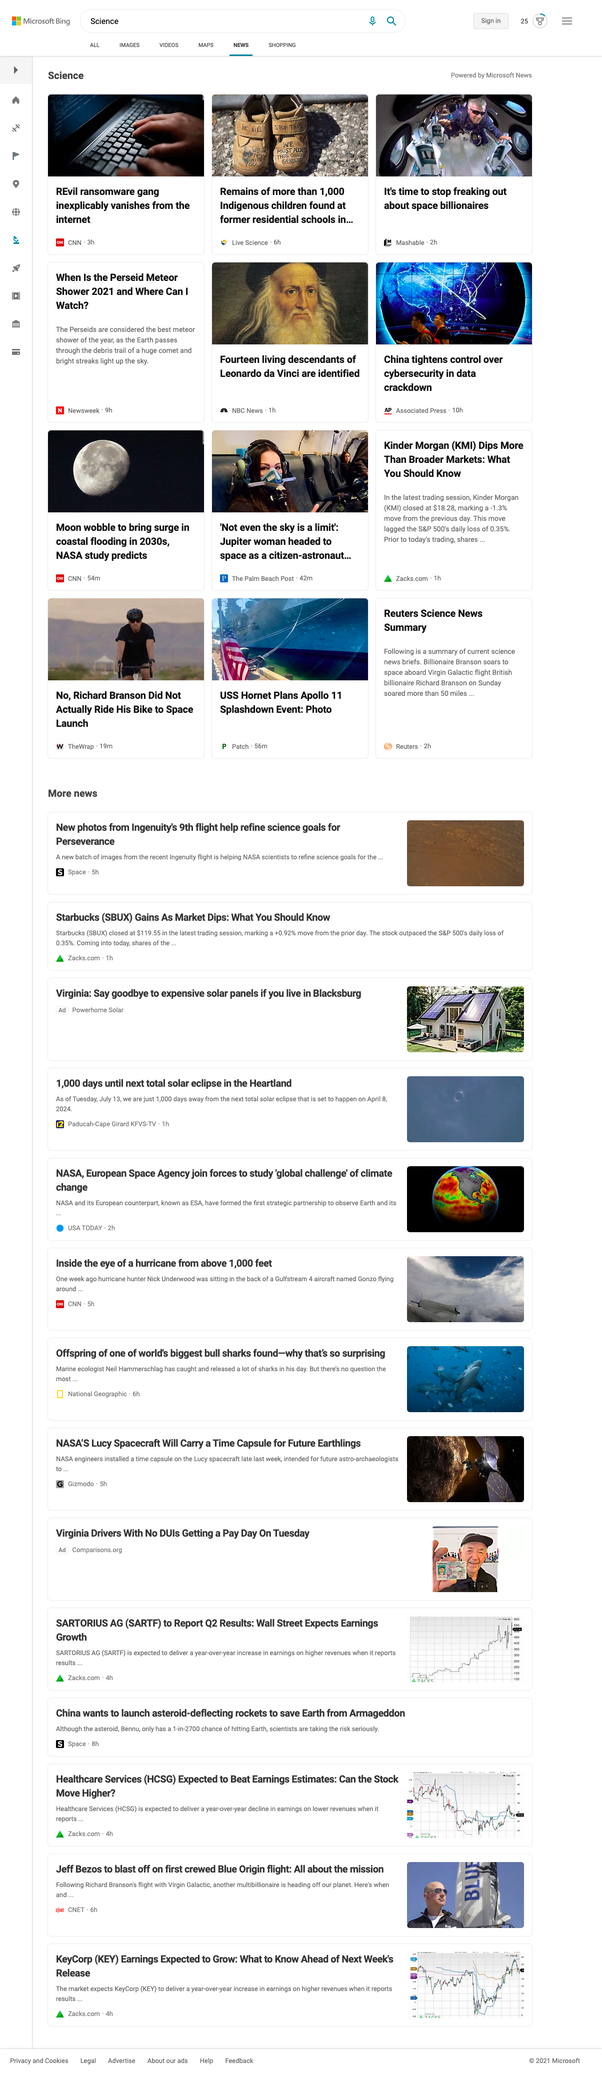 Microsoft Bing
Science
Sign in
25
ALL
IMAGES
VIDEOS
MAPS
NEWS
SHOPPING
Science
Powered by Microsoft News
REvil ransomware gang
inexplicably vanishes from the
internet
CNN · 3h
Remains of more than 1,000
Indigenous children found at
former residential schools in...
Live Science · 6h
It's time to stop freaking out
about space billionaires
Mashable · 2h
When Is the Perseid Meteor
Shower 2021 and Where Can I
Watch?
The Perseids are considered the best meteor
shower of the year, as the Earth passes
through the debris trail of a huge comet and
bright streaks light up the sky.
Newsweek · 9h
Fourteen living descendants of
Leonardo da Vinci are identified
NBC News · 1h
China tightens control over
cybersecurity in data
crackdown
Associated Press · 10h
Moon wobble to bring surge in
coastal flooding in 2030s,
NASA study predicts
CNN · 54m
'Not even the sky is a limit':
Jupiter woman headed to
space as a citizen-astronaut...
The Palm Beach Post · 42m
Kinder Morgan (KMI) Dips More
Than Broader Markets: What
You Should Know
In the latest trading session, Kinder Morgan
(KMI) closed at $18.28, marking a -1.3%
move from the previous day. This move
lagged the S&P 500's daily loss of 0.35%.
Prior to today's trading, shares ...
Zacks.com · 1h
No, Richard Branson Did Not
Actually Ride His Bike to Space
Launch
TheWrap · 19m
USS Hornet Plans Apollo 11
Splashdown Event: Photo
Patch · 56m
Reuters Science News
Summary
Following is a summary of current science
news briefs. Billionaire Branson soars to
space aboard Virgin Galactic flight British
billionaire Richard Branson on Sunday
soared more than 50 miles ...
Reuters · 2h
More news
New photos from Ingenuity's 9th flight help refine science goals for
Perseverance
A new batch of images from the recent Ingenuity flight is helping NASA scientists to refine science goals for the ...
Space · 5h
Starbucks (SBUX) Gains As Market Dips: What You Should Know
Starbucks (SBUX) closed at $119.55 in the latest trading session, marking a +0.92% move from the prior day. The stock outpaced the S&P 500's daily loss of
0.35%. Coming into today, shares of the ...
Zacks.com · 1h
Virginia: Say goodbye to expensive solar panels if you live in Blacksburg
Ad Powerhome Solar
1,000 days until next total solar eclipse in the Heartland
As of Tuesday, July 13, we are just 1,000 days away from the next total solar eclipse that is set to happen on April 8,
2024.
Paducah-Cape Girard KFVS-TV · 1h
NASA, European Space Agency join forces to study 'global challenge' of climate
change
NASA and its European counterpart, known as ESA, have formed the first strategic partnership to observe Earth and its
...
USA TODAY · 2h
Inside the eye of a hurricane from above 1,000 feet
One week ago hurricane hunter Nick Underwood was sitting in the back of a Gulfstream 4 aircraft named Gonzo flying
around ...
CNN · 5h
Offspring of one of world's biggest bull sharks found—why that's so surprising
Marine ecologist Neil Hammerschlag has caught and released a lot of sharks in his day. But there's no question the
most ...
National Geographic · 6h
NASA'S Lucy Spacecraft Will Carry a Time Capsule for Future Earthlings
NASA engineers installed a time capsule on the Lucy spacecraft late last week, intended for future astro-archaeologists
to ...
Gizmodo · 5h
Virginia Drivers With No DUIs Getting a Pay Day On Tuesday
Ad Comparisons.org
SARTORIUS AG (SARTF) to Report Q2 Results: Wall Street Expects Earnings
Growth
SARTORIUS AG (SARTF) is expected to deliver a year-over-year increase in earnings on higher revenues when it reports
results ...
Zacks.com · 4h
China wants to launch asteroid-deflecting rockets to save Earth from Armageddon
Although the asteroid, Bennu, only has a 1-in-2700 chance of hitting Earth, scientists are taking the risk seriously.
Space · 8h
Healthcare Services (HCSG) Expected to Beat Earnings Estimates: Can the Stock
Move Higher?
Healthcare Services (HCSG) is expected to deliver a year-over-year decline in earnings on lower revenues when it
reports ...
Zacks.com · 4h
Jeff Bezos to blast off on first crewed Blue Origin flight: All about the mission
Following Richard Branson's flight with Virgin Galactic, another multibillionaire is heading off our planet. Here's when
and ...
CNET · 6h
BLUE
KeyCorp (KEY) Earnings Expected to Grow: What to Know Ahead of Next Week's
Release
The market expects KeyCorp (KEY) to deliver a year-over-year increase in earnings on higher revenues when it reports
results ...
Zacks.com · 4h
Privacy and Cookies
Legal
Advertise
About our ads
Help
Feedback
© 2021 Microsoft